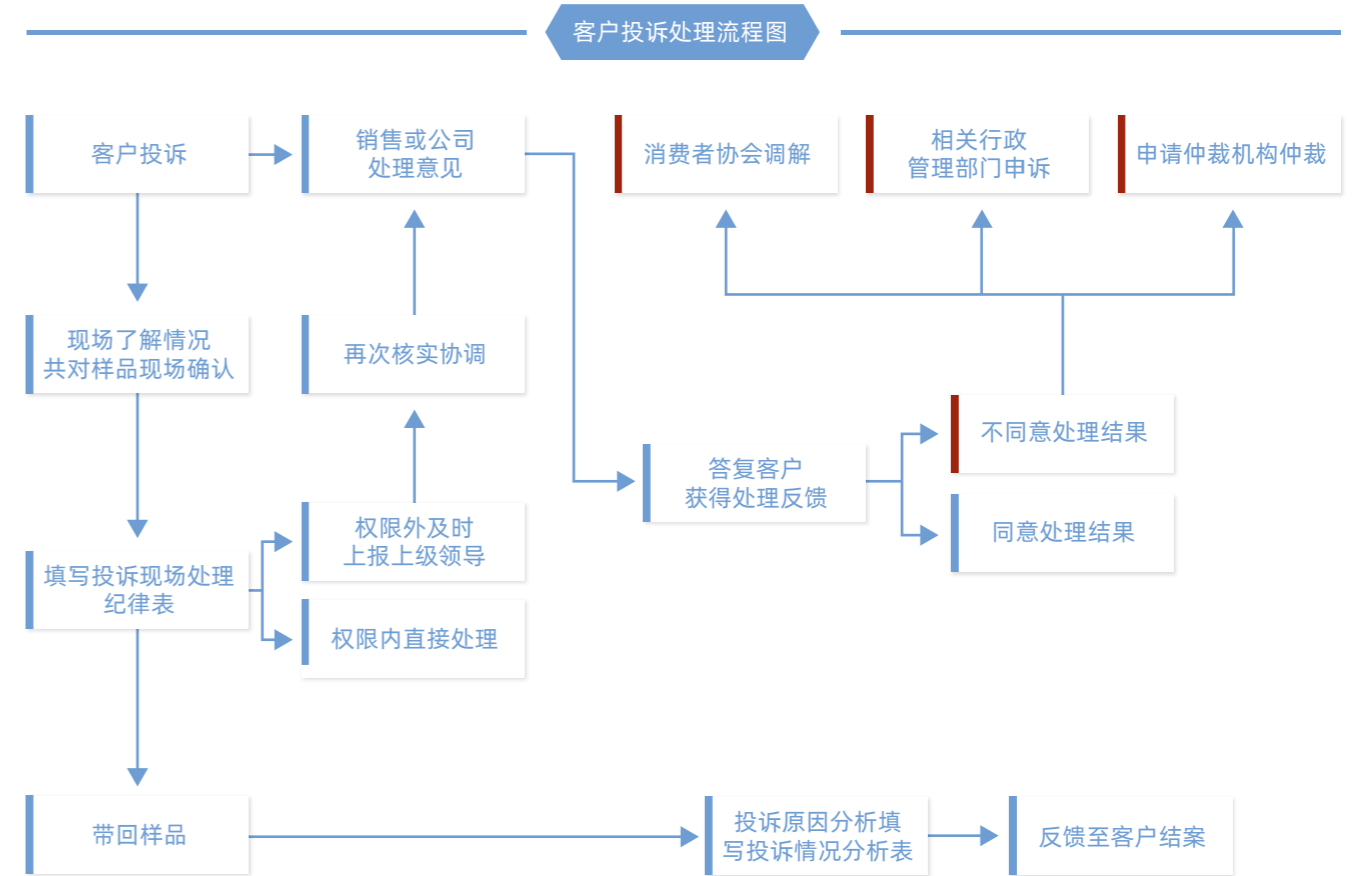 客户投诉处理流程图
客户投诉
销售或公司
处理意见
消费者协会调解
相关行政
管理部门申诉
申请仲裁机构仲裁
现场了解情况
共对样品现场确认
再次核实协调
不同意处理结果
答复客户
获得处理反馈
同意处理结果
权限外及时
上报上级领导
填写投诉现场处理
纪律表
权限内直接处理
带回样品
投诉原因分析填
写投诉情况分析表
反馈至客户结案